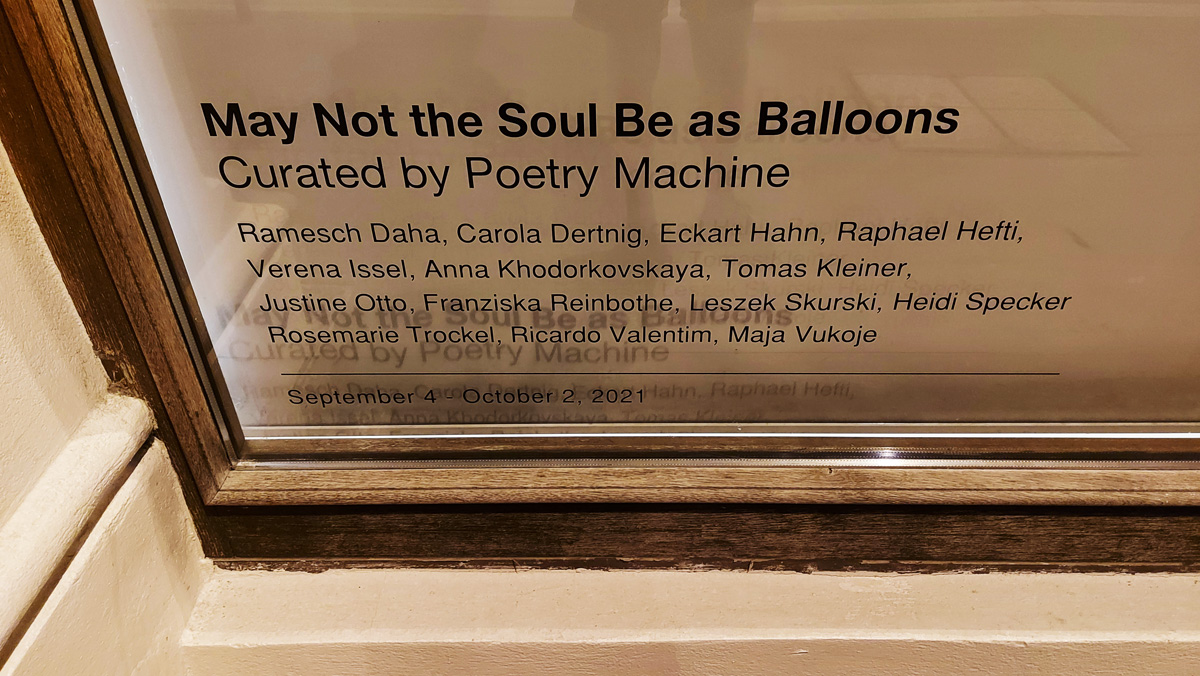 May Not the Soul Be as Balloons
Curated by Poetry Machine
Ramesch Daha, Carola Dertnig, Eckart Hahn, Raphael Hefti,
Verena Issel, Anna Khodorkovskaya, Tomas Kleiner,
Justine Otto, Franziska Reinbothe, Leszek Skurski, Heidi Specker
Rosemarie Trockel, Ricardo Valentim, Maja Vukoje
September 4 - October 2, 2021